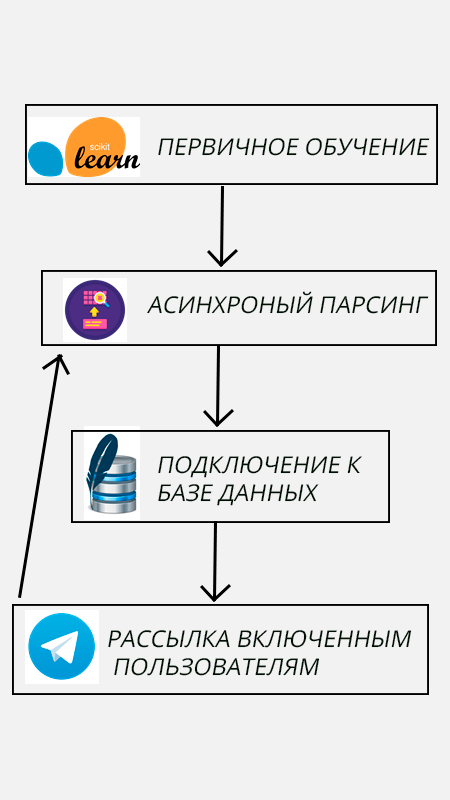 scikit
learn
ПЕРВИЧНОЕ ОБУЧЕНИЕ
АСИНХРОНЫЙ ПАРСИНГ
ПОДКЛЮЧЕНИЕ К
БАЗЕ ДАННЫХ
РАССЫЛКА ВКЛЮЧЕННЫМ
ПОЛЬЗОВАТЕЛЯМ